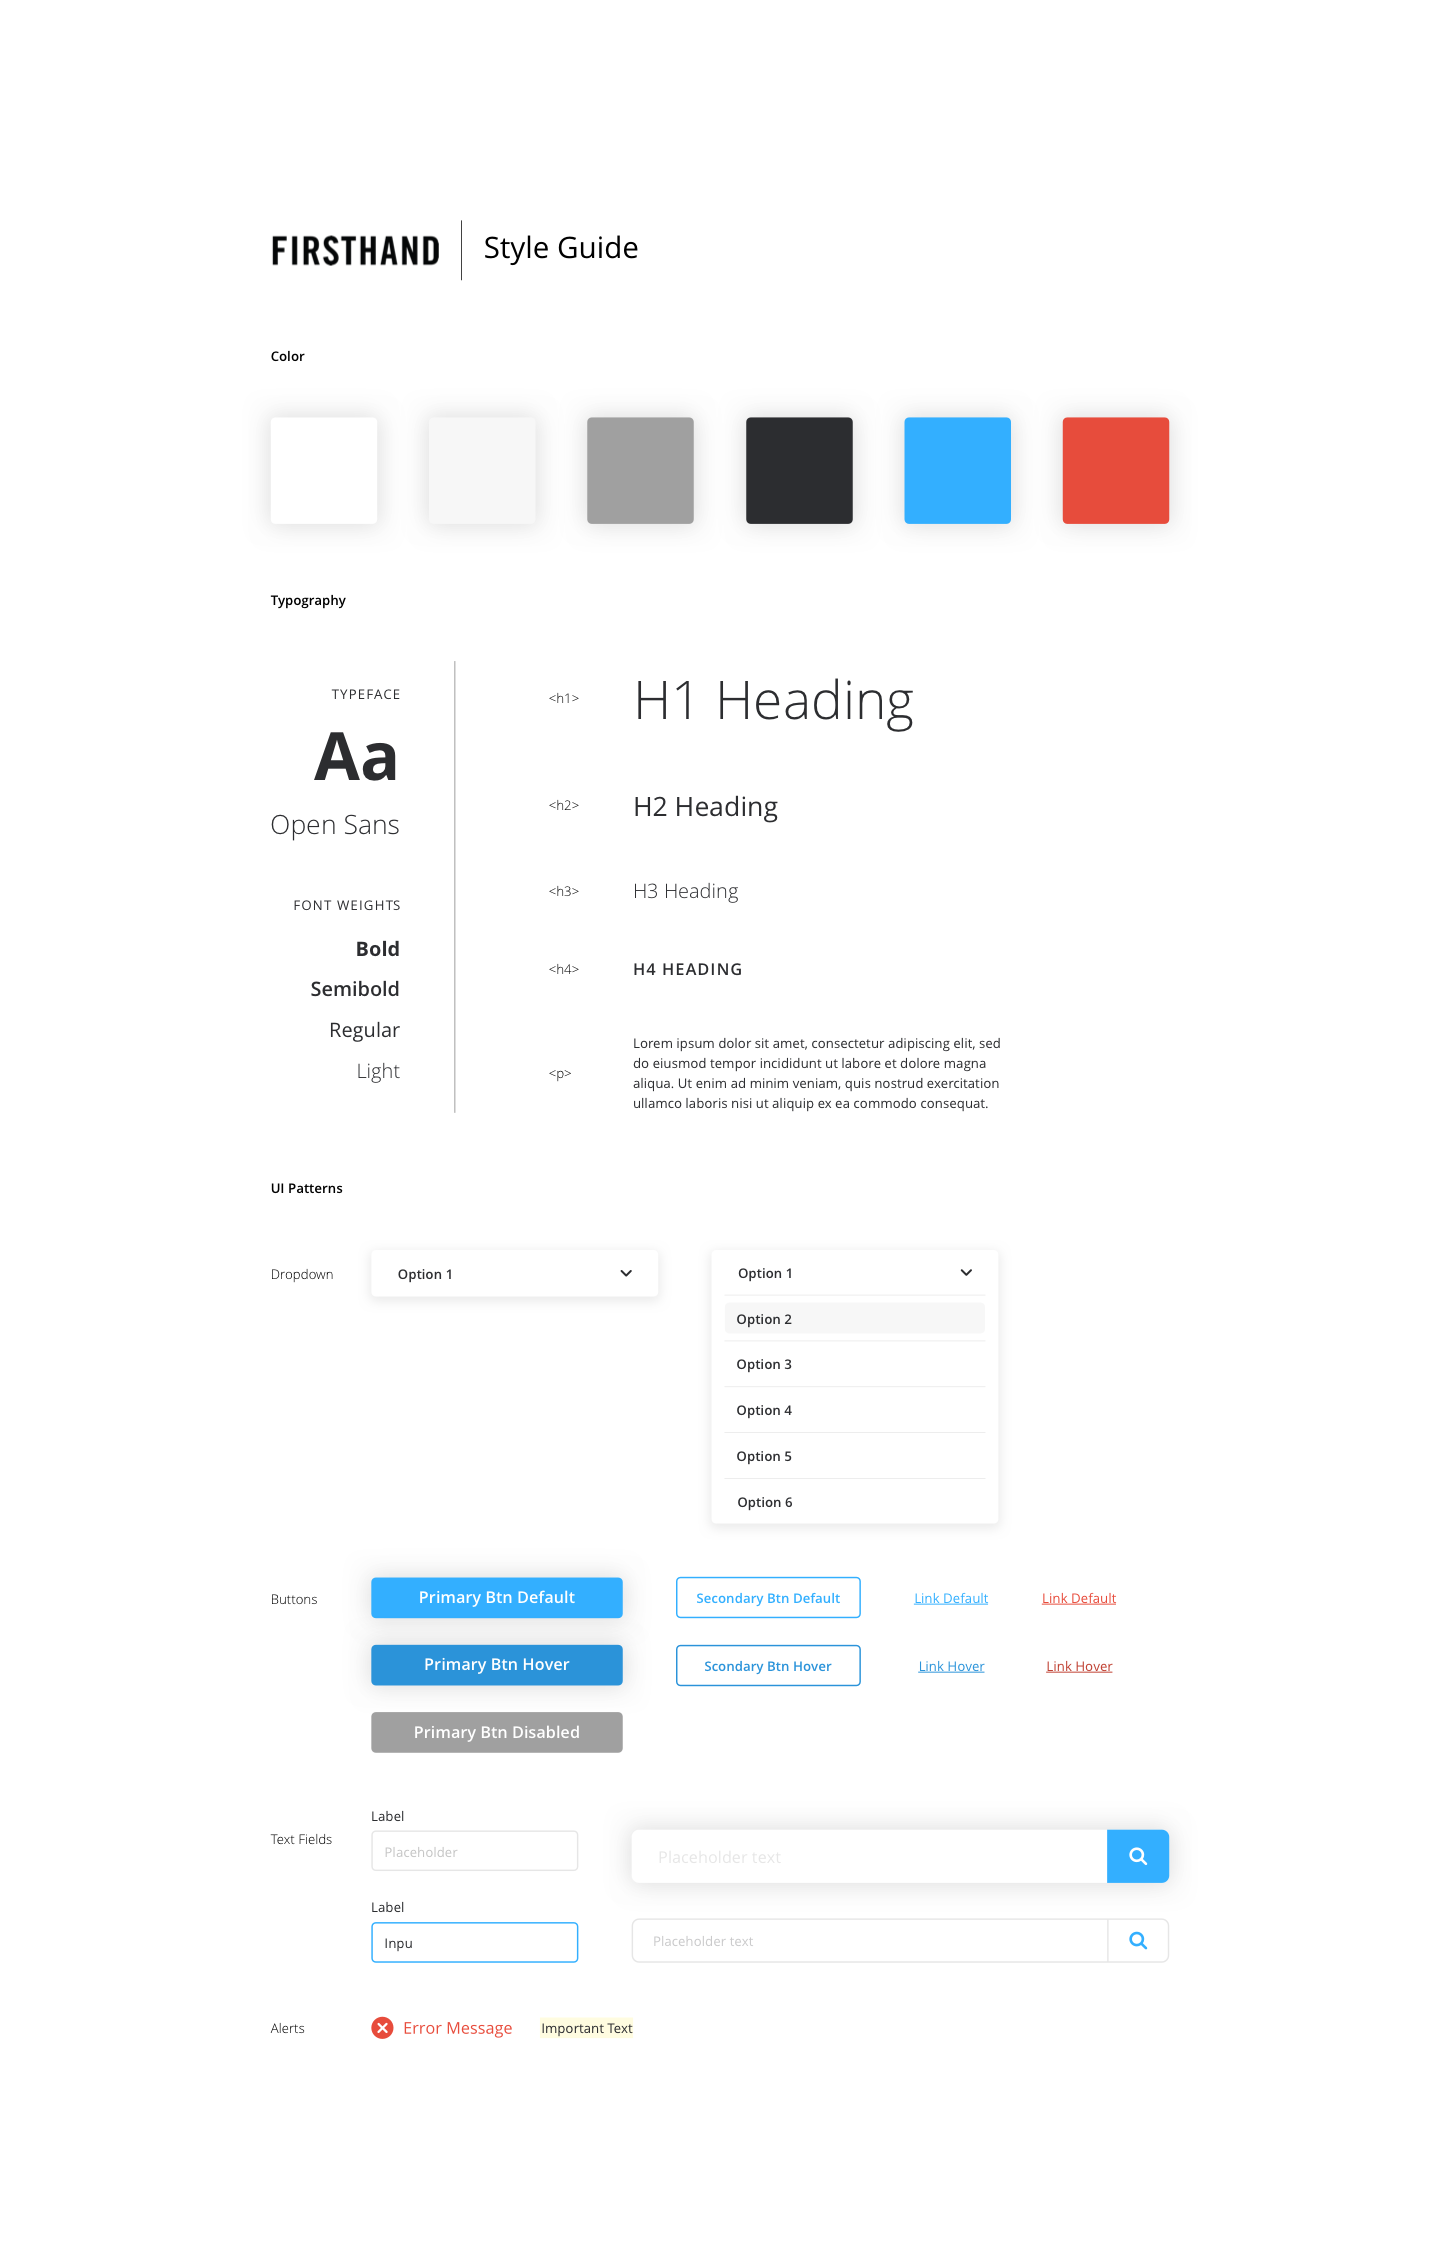 FIRSTHAND
Style Guide
Color
Typography
TYPEFACE
Aa
Open Sans
FONT WEIGHTS
Bold
Semibold
Regular
Light
<h1>
H1 Heading
<h2>
H2 Heading
<h3>
H3 Heading
<h4>
H4 HEADING
<p>
Lorem ipsum dolor sit amet, consectetur adipiscing elit, sed
do eiusmod tempor incididunt ut labore et dolore magna
aliqua. Ut enim ad minim veniam, quis nostrud exercitation
ullamco laboris nisi ut aliquip ex ea commodo consequat.
UI Patterns
Dropdown
Option 1
Option 1
Option 2
Option 3
Option 4
Option 5
Option 6
Buttons
Primary Btn Default
Secondary Btn Default
Link Default
Link Default
Primary Btn Hover
Scondary Btn Hover
Link Hover
Link Hover
Primary Btn Disabled
Text Fields
Label
Placeholder
Label
Inpu
Placeholder text
Placeholder text
Alerts
Error Message
Important Text